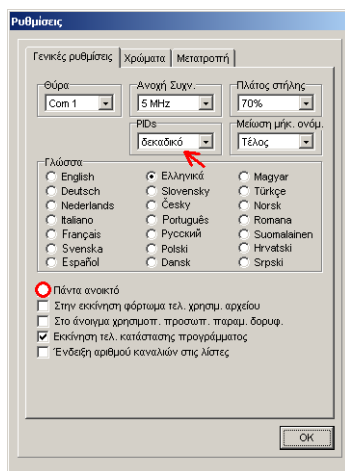 Ρυθμίσεις
Γενικές ρυθμίσεις Χρώματα Μετατροπή
Θύρα Ανοχή Συχν. Πλάτος στήλης
Com 1 5 MHz 70%
PIDs Μείωση μήκ. ονόμ.
δεκαδικό Τέλος
Γλώσσα
English Ελληνικά Magyar
Deutsch Slovensky Türkçe
Nederlands Česky Norsk
Italiano Português Romana
Français Русский Suomalainen
Svenska Polski Hrvatski
Español Dansk Srpski
Πάντα ανοικτό
Στην εκκίνηση φόρτωμα τελ. χρησιμ. αρχείου
Στο άνοιγμα χρησιμοπ. προσωπ. παραμ. δορυφ.
Εκκίνηση τελ. κατάστασης προγράμματος
Ένδειξη αριθμού καναλιών στις λίστες
OK